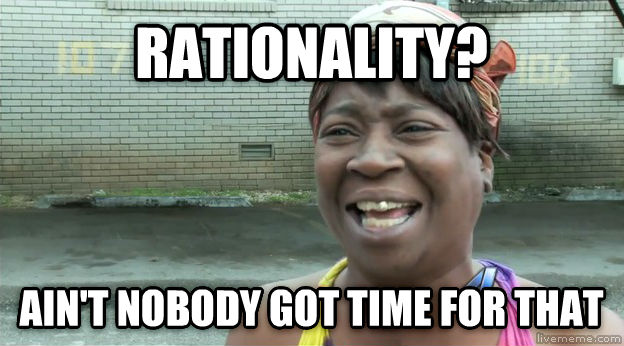 RATIONALITY?
AIN'T NOBODY GOT TIME FOR THAT
livememe.com